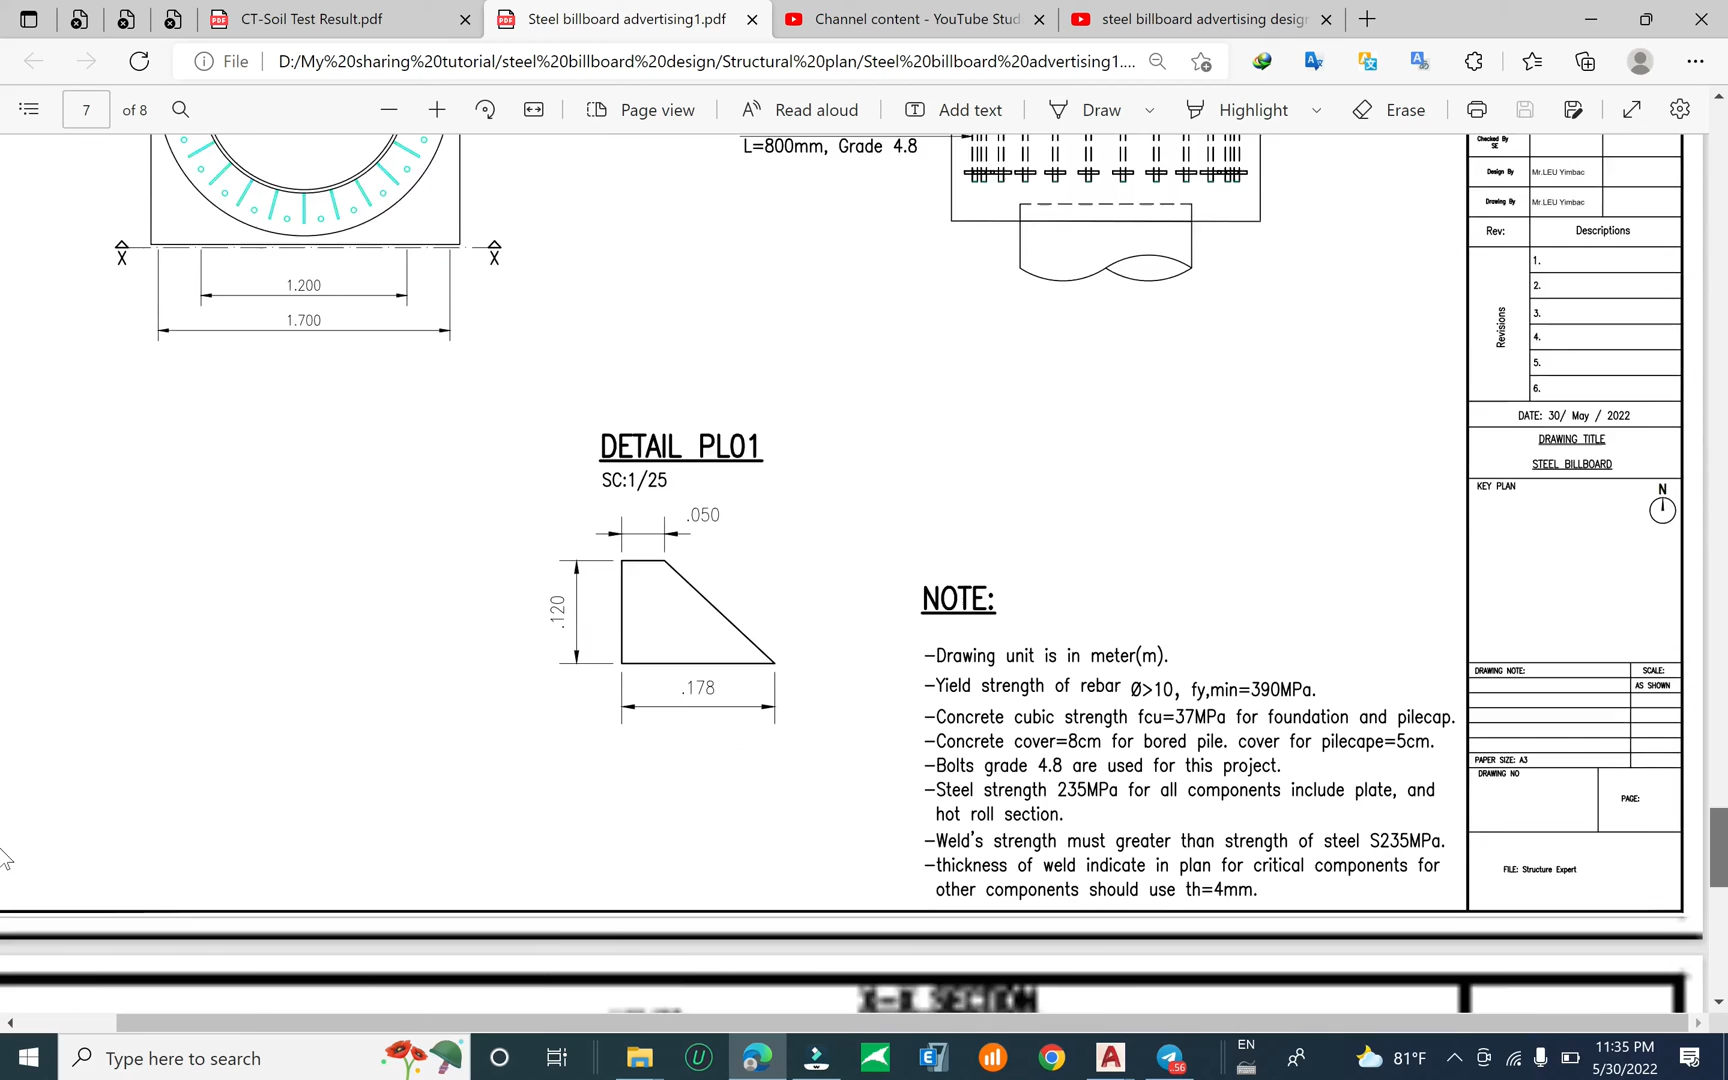 CT-Soil Test Result.pdf
Steel billboard advertising1.pdf
Channel content - YouTube Stud
steel billboard advertising desig
File
D:/My%20sharing%20tutorial/steel%20billboard%20design/Structural%20plan/Steel%20billboard%20advertising1....
7 of 8
Page view
Read aloud
Add text
Draw
Highlight
Erase
L=800mm, Grade 4.8
X
X
1.200
1.700
DETAIL PL01
SC:1/25
.050
.120
.178
NOTE:
-Drawing unit is in meter(m).
-Yield strength of rebar Ø>10, fy,min=390MPa.
-Concrete cubic strength fcu=37MPa for foundation and pilecap.
-Concrete cover=8cm for bored pile. cover for pilecape=5cm.
-Bolts grade 4.8 are used for this project.
-Steel strength 235MPa for all components include plate, and
hot roll section.
-Weld's strength must greater than strength of steel S235MPa.
-thickness of weld indicate in plan for critical components for
other components should use th=4mm.
Checked By
SE
Design By
Mr.LEU Yimbac
Drawing By
Mr.LEU Yimbac
Rev:
Descriptions
Revisions
1.
2.
3.
4.
5.
6.
DATE: 30/ May / 2022
DRAWING TITLE
STEEL BILLBOARD
KEY PLAN
N
DRAWING NOTE:
SCALE:
AS SHOWN
PAPER SIZE: A3
DRAWING NO
PAGE:
FILE: Structure Expert
X-X SECTION
Type here to search
56
EN
81°F
11:35 PM
5/30/2022